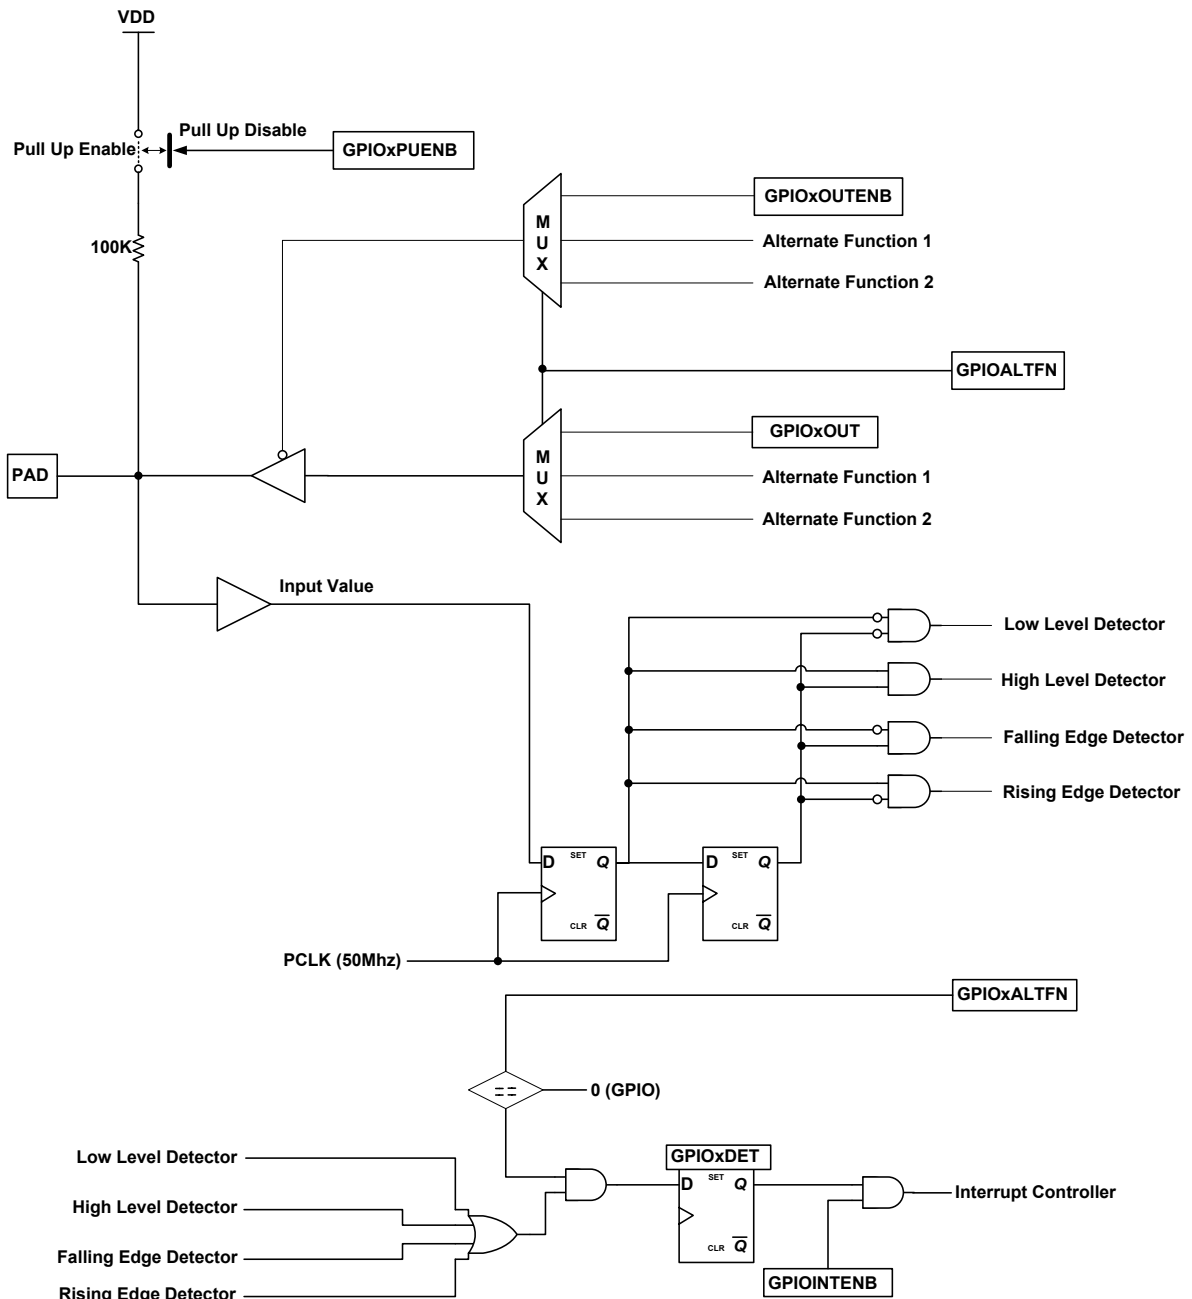 VDD
Pull Up Disable
Pull Up Enable
GPIOxPUENB
100K
MUX
GPIOxOUTENB
Alternate Function 1
Alternate Function 2
GPIOALTFN
PAD
MUX
GPIOxOUT
Alternate Function 1
Alternate Function 2
Input Value
Low Level Detector
High Level Detector
Falling Edge Detector
Rising Edge Detector
D SET Q
CLR Q
D SET Q
CLR Q
PCLK (50Mhz)
GPIOxALTFN
==
0 (GPIO)
Low Level Detector
High Level Detector
Falling Edge Detector
Rising Edge Detector
GPIOxDET
D SET Q
CLR Q
Interrupt Controller
GPIOINTENB